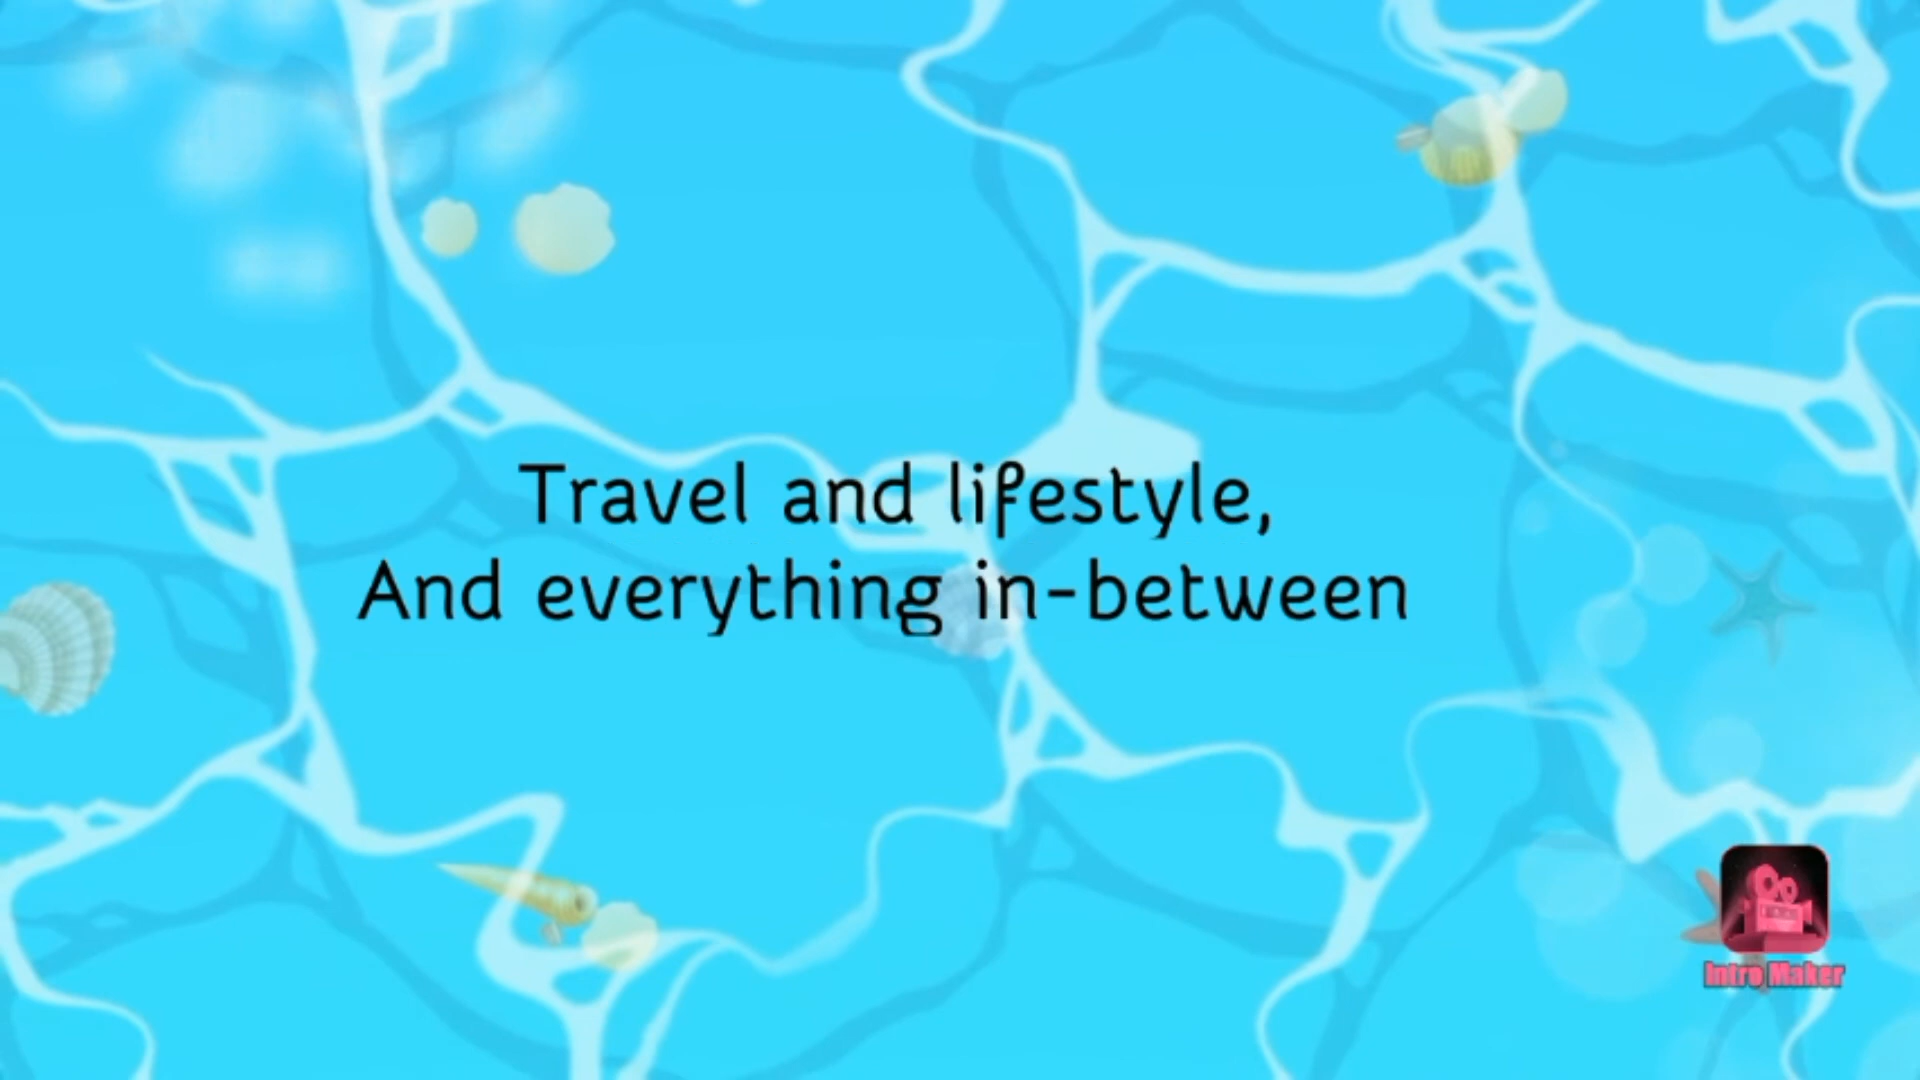 Travel and lifestyle,
And everything in-between
Intro Maker